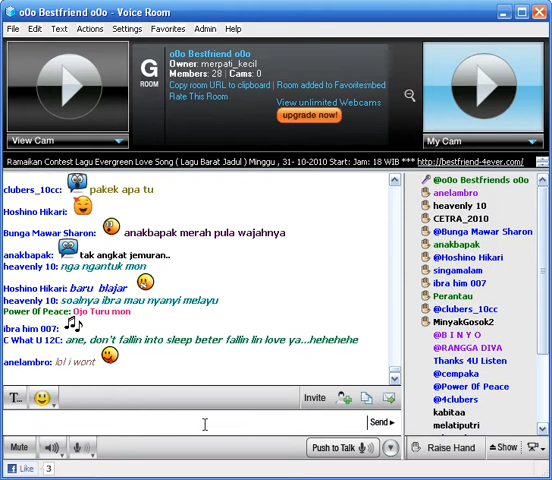 o0o Bestfriend o0o - Voice Room
File Edit Text Actions Settings Favorites Admin Help
G
ROOM
o0o Bestfriend o0o
Owner: merpati_kecil
Members: 28 | Cams: 0
Copy room URL to clipboard | Room added to Favoritesmbed
Rate This Room
View unlimited Webcams
upgrade now!
View Cam
My Cam
Ramaikan Contest Lagu Evergreen Love Song ( Lagu Barat Jadul ) Minggu , 31- 10-2010 Start: Jam: 18 WIB *** http://bestfriend-4ever.com/
clubers_10cc: pakek apa tu
Hoshino Hikari:
Bunga Mawar Sharon: anakbapak merah pula wajahnya
anakbapak: tak angkat jemuran..
heavenly 10: nga ngantuk mon
Hoshino Hikari: baru blajar
heavenly 10: soalnya ibra mau nyanyi melayu
Power 0f Peace: Ojo Turu mon
ibra him 007:
C What U 12C: ane, don't fallin into sleep beter fallin lin love ya...hehehehe
anelambro: lol i wont
@o0o Bestfriends o0o
anelambro
heavenly 10
CETRA_2010
@Bunga Mawar Sharon
anakbapak
@Hoshino Hikari
singamalam
ibra him 007
Perantau
@clubers_10cc
MinyakGosok2
@B I N Y O
@RANGGA DIVA
Thanks 4U Listen
@cempaka
@Power 0f Peace
@4clubers
kabitaa
melatiputri
T..
Invite
Send
Mute
Push to Talk
Raise Hand
Show
Like 3